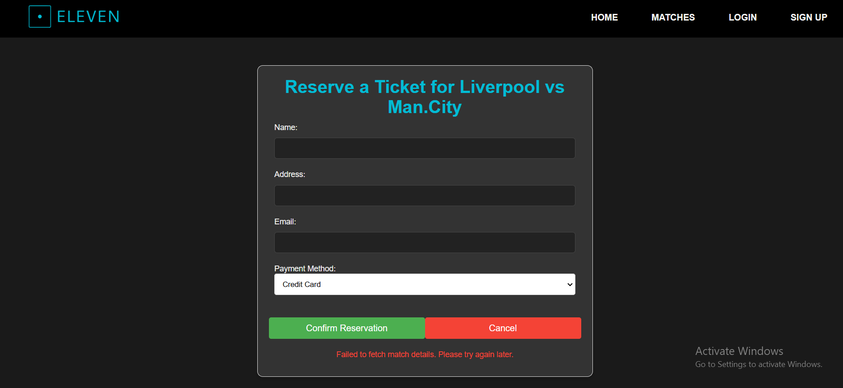 ELEVEN
HOME MATCHES LOGIN SIGN UP
Reserve a Ticket for Liverpool vs
Man.City
Name:
Address:
Email:
Payment Method:
Credit Card
Confirm Reservation Cancel
Failed to fetch match details. Please try again later.
Activate Windows
Go to Settings to activate Windows.